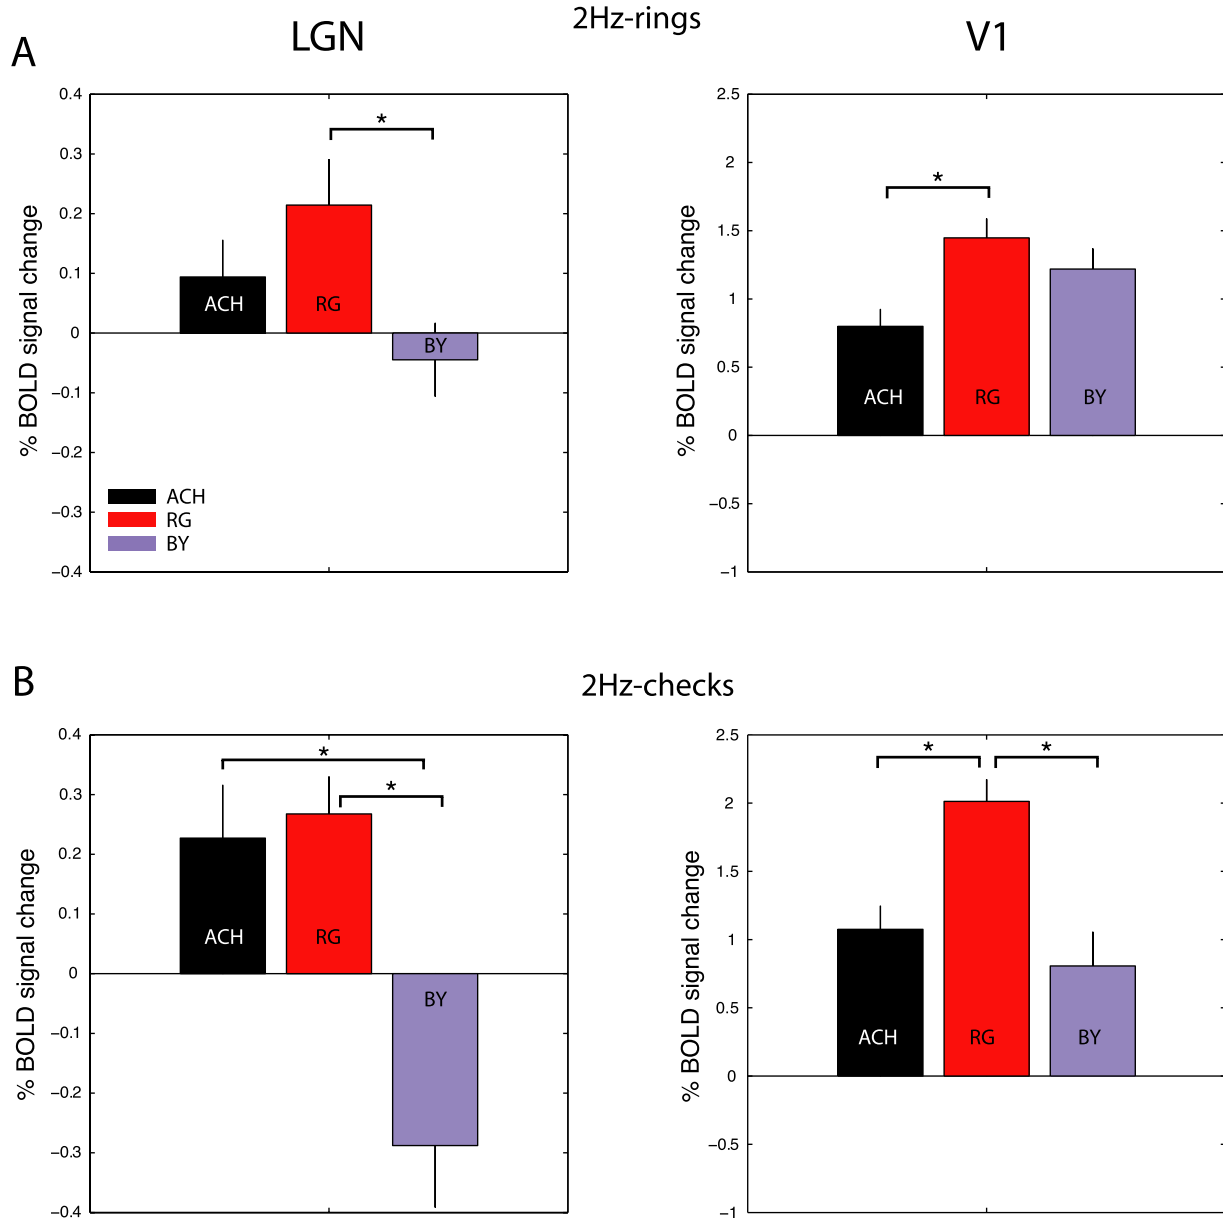 2Hz-rings
A
LGN
V1
0.4
0.3
0.2
0.1
0
−0.1
−0.2
−0.3
−0.4
% BOLD signal change
*
ACH
RG
BY
ACH
RG
BY
2.5
2
1.5
1
0.5
0
−0.5
−1
% BOLD signal change
*
ACH
RG
BY
B
2Hz-checks
0.4
0.3
0.2
0.1
0
−0.1
−0.2
−0.3
−0.4
% BOLD signal change
*
*
ACH
RG
BY
2.5
2
1.5
1
0.5
0
−0.5
−1
% BOLD signal change
*
*
ACH
RG
BY